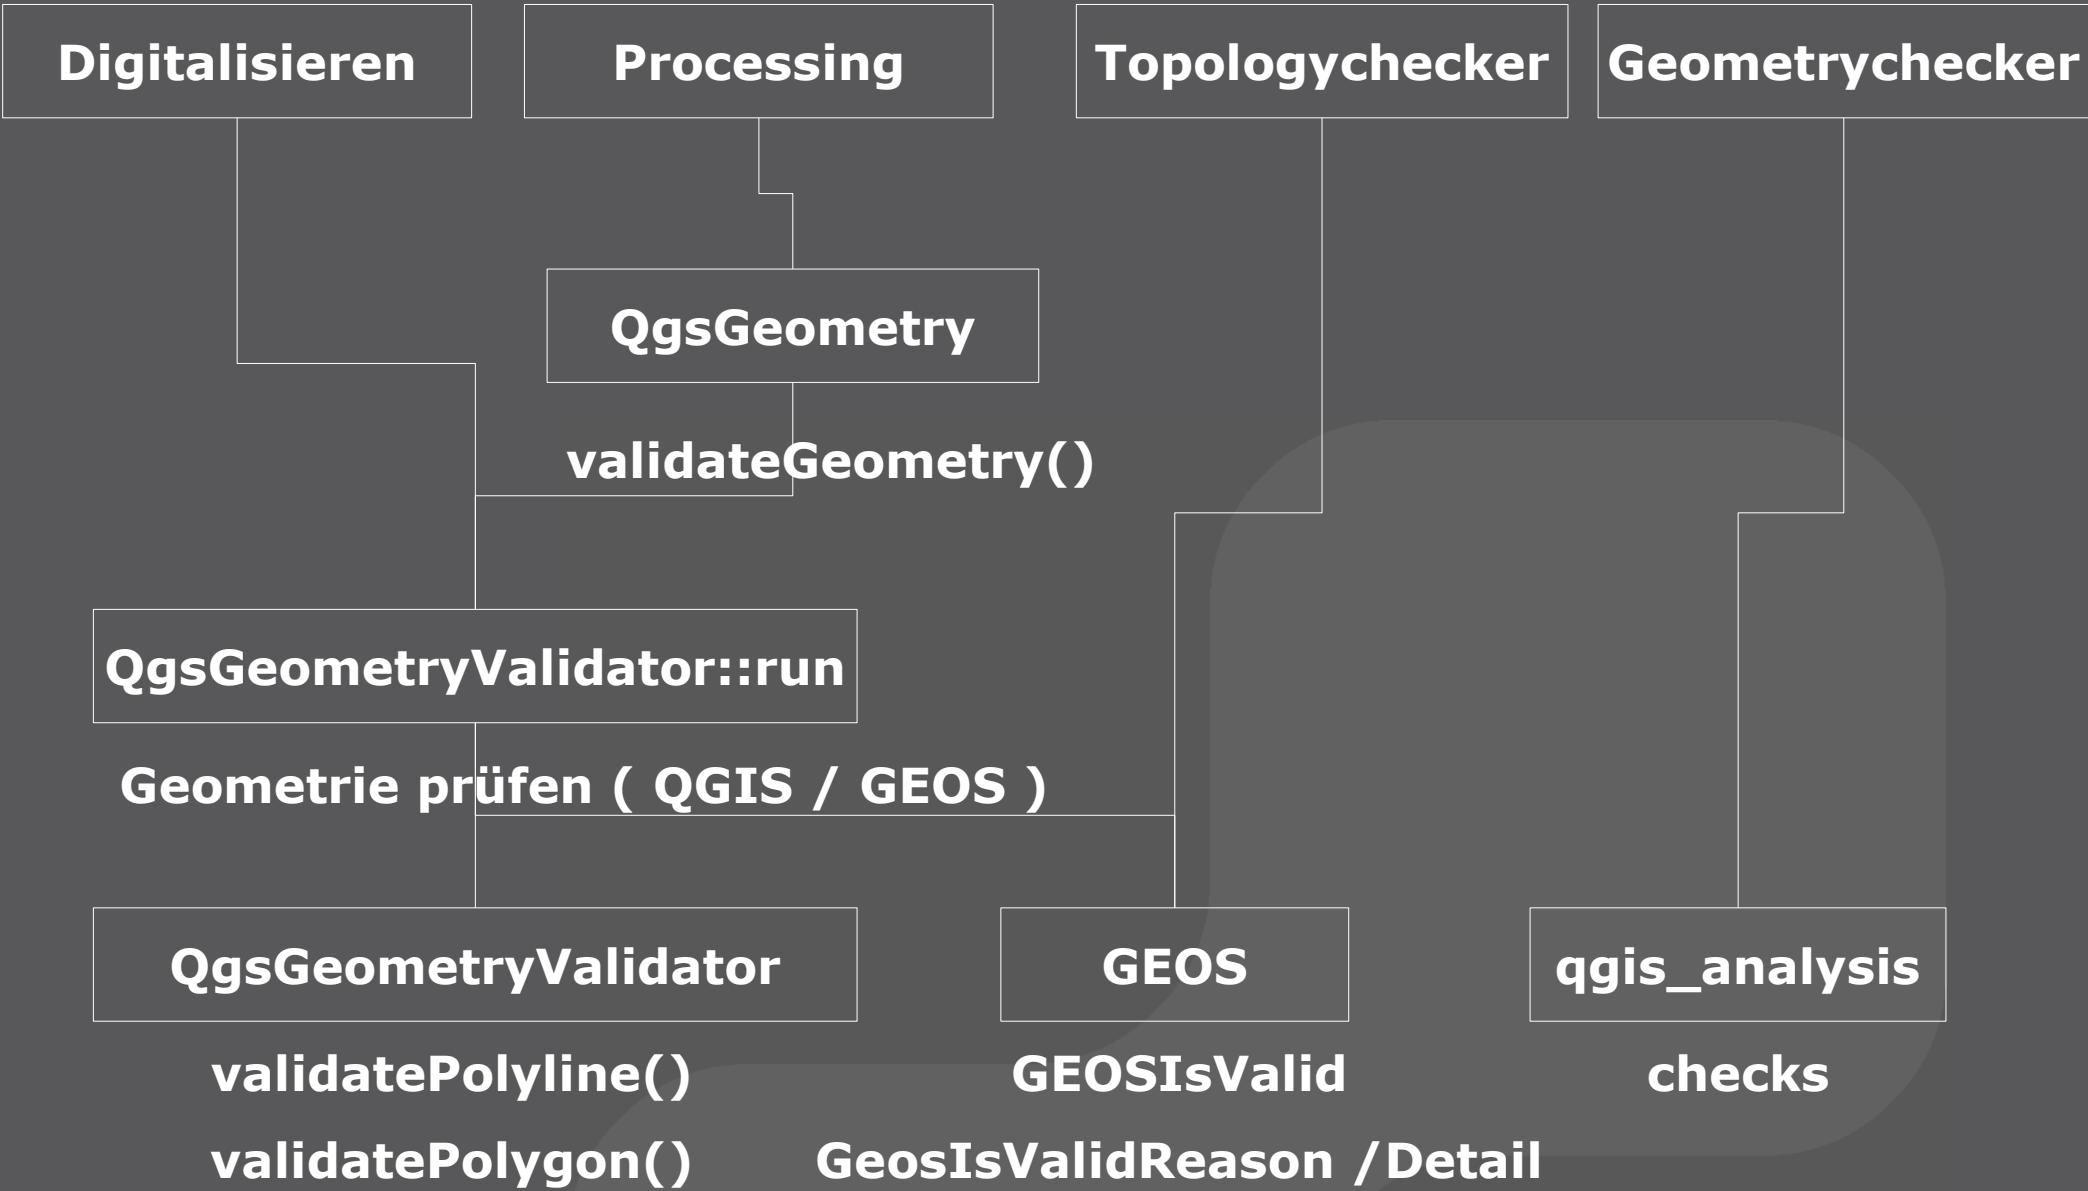 Digitalisieren
Processing
Topologychecker
Geometrychecker
QgsGeometry
validateGeometry()
QgsGeometryValidator::run
Geometrie prüfen ( QGIS / GEOS )
QgsGeometryValidator
GEOS
qgis_analysis
validatePolyline()
GEOSIsValid
checks
validatePolygon()
GeosIsValidReason /Detail